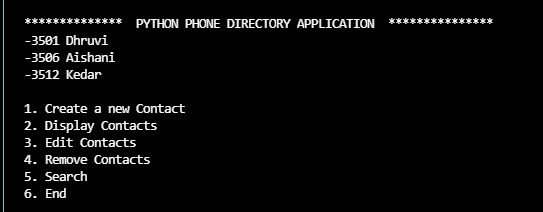 ************** PYTHON PHONE DIRECTORY APPLICATION ***************
-3501 Dhruvi
-3506 Aishani
-3512 Kedar
1. Create a new Contact
2. Display Contacts
3. Edit Contacts
4. Remove Contacts
5. Search
6. End